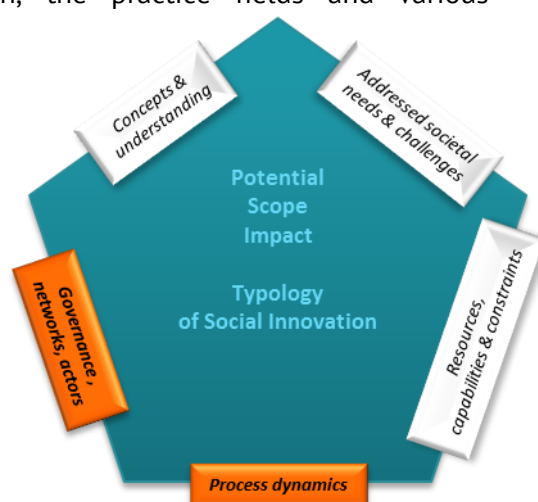 the practice fields and various
Concepts &
understanding
Addressed societal
needs & challenges
Potential
Scope
Impact
Typology
of Social Innovation
Governance ,
networks, actors
Resources,
capabilities & constraints
Process dynamics